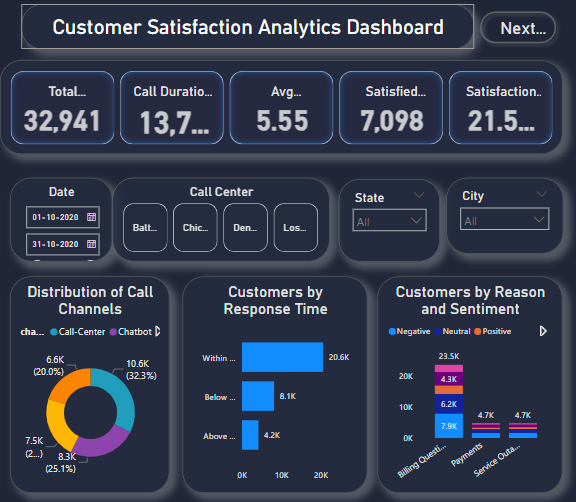 Customer Satisfaction Analytics Dashboard
Next...
Total...
32,941
Call Duratio...
13,7...
Avg...
5.55
Satisfied...
7,098
Satisfaction..
21.5...
Date
01-10-2020
31-10-2020
Call Center
Balt...
Chic...
Den...
Los...
State
All
City
All
Distribution of Call
Channels
cha...
Call-Center
Chatbot
10.6K
(32.3%)
8.3K
(25.1%)
7.5K
(2...)
6.6K
(20.0%)
Customers by
Response Time
Within ...
20.6K
Below ...
8.1K
Above ...
4.2K
0K 10K 20K
Customers by Reason
and Sentiment
Negative
Neutral
Positive
20K
10K
0K
23.5K
4.3K
6.2K
7.9K
4.7K
4.7K
Billing Questi...
Payments
Service Outa...